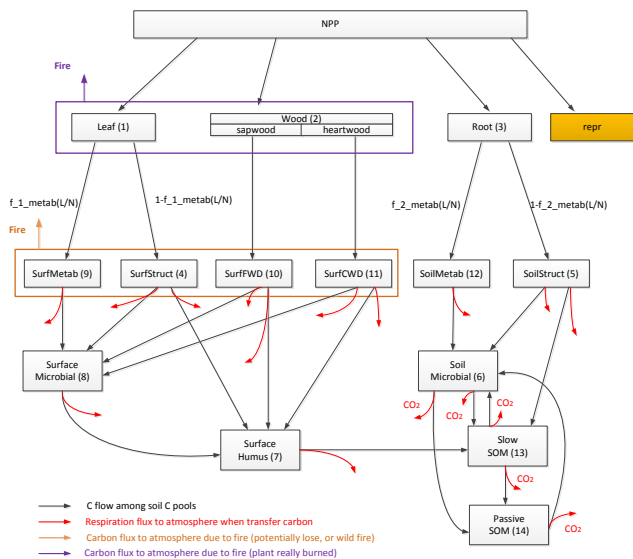 NPP
Fire
Leaf (1)
Wood (2)
sapwood
heartwood
Root (3)
repr
f_1_metab(L/N)
1-f_1_metab(L/N)
f_2_metab(L/N)
1-f_2_metab(L/N)
Fire
SurfMetab (9)
SurfStruct (4)
SurfFWD (10)
SurfCWD (11)
SoilMetab (12)
SoilStruct (5)
Surface
Microbial (8)
Soil
Microbial (6)
CO₂
CO₂
CO₂
Surface
Humus (7)
Slow
SOM (13)
CO₂
Passive
SOM (14)
CO₂
C flow among soil C pools
Respiration flux to atmosphere when transfer carbon
Carbon flux to atmosphere due to fire (potentially lose, or wild fire)
Carbon flux to atmosphere due to fire (plant really burned)